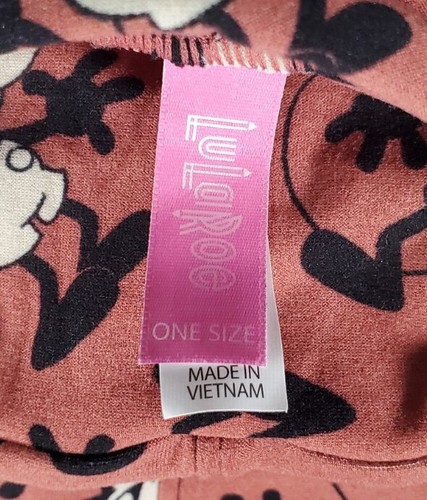 LuLaRoe
ONE SIZE
MADE IN
VIETNAM